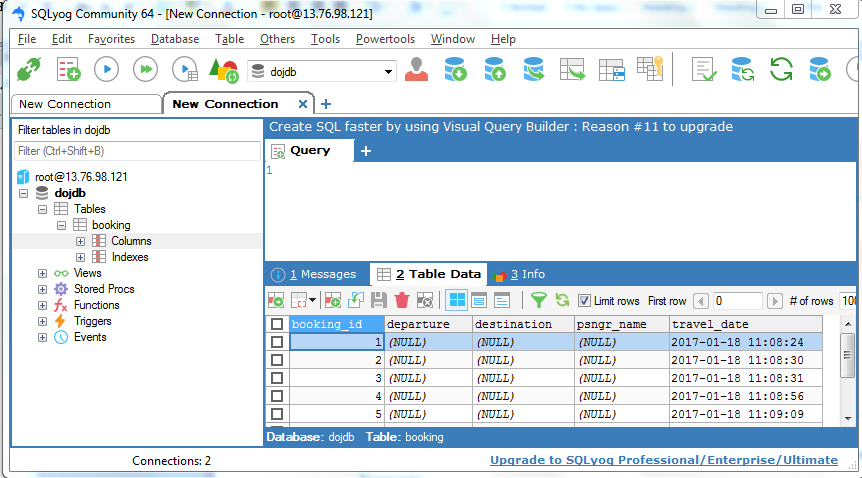 SQLyog Community 64 - [New Connection - root@13.76.98.121]
File Edit Favorites Database Table Others Tools Powertools Window Help
dojdb
New Connection
New Connection
Filter tables in dojdb
Filter (Ctrl+Shift+B)
root@13.76.98.121
dojdb
Tables
booking
Columns
Indexes
Views
Stored Procs
Functions
Triggers
Events
Create SQL faster by using Visual Query Builder : Reason #11 to upgrade
Query
1
1 Messages 2 Table Data 3 Info
Limit rows First row 0 # of rows 100
booking_id departure destination psngr_name travel_date
1 (NULL) (NULL) (NULL) 2017-01-18 11:08:24
2 (NULL) (NULL) (NULL) 2017-01-18 11:08:30
3 (NULL) (NULL) (NULL) 2017-01-18 11:08:31
4 (NULL) (NULL) (NULL) 2017-01-18 11:08:56
5 (NULL) (NULL) (NULL) 2017-01-18 11:09:09
Database: dojdb Table: booking
Connections: 2
Upgrade to SQLyog Professional/Enterprise/Ultimate